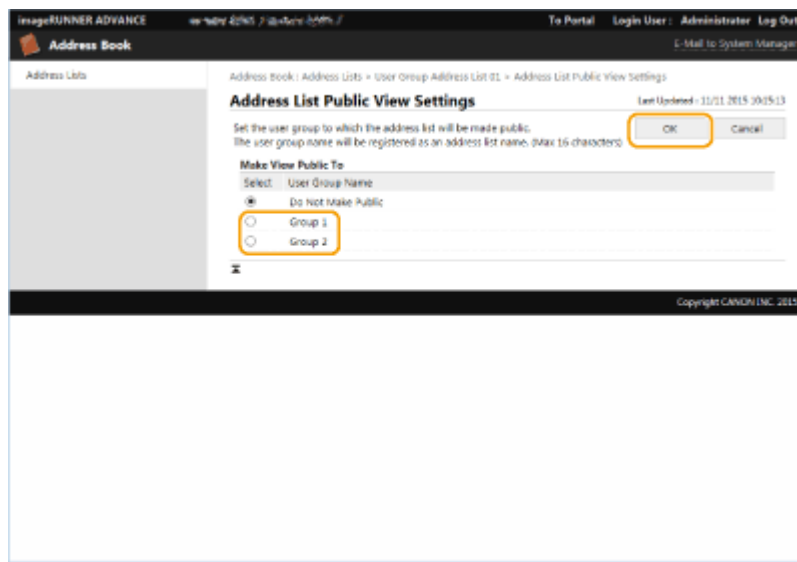 imageRUNNER ADVANCE To Portal Login User : Administrator Log Out
Address Book E-Mail to System Manager
Address Lists
Address Book : Address Lists > User Group Address List 01 > Address List Public View Settings
Address List Public View Settings
Last Updated : 11/11 2015 10:15:13
Set the user group to which the address list will be made public.
The user group name will be registered as an address list name. (Max 16 characters)
OK Cancel
Make View Public To
Select User Group Name
Do Not Make Public
Group 1
Group 2
Copyright CANON INC. 2015